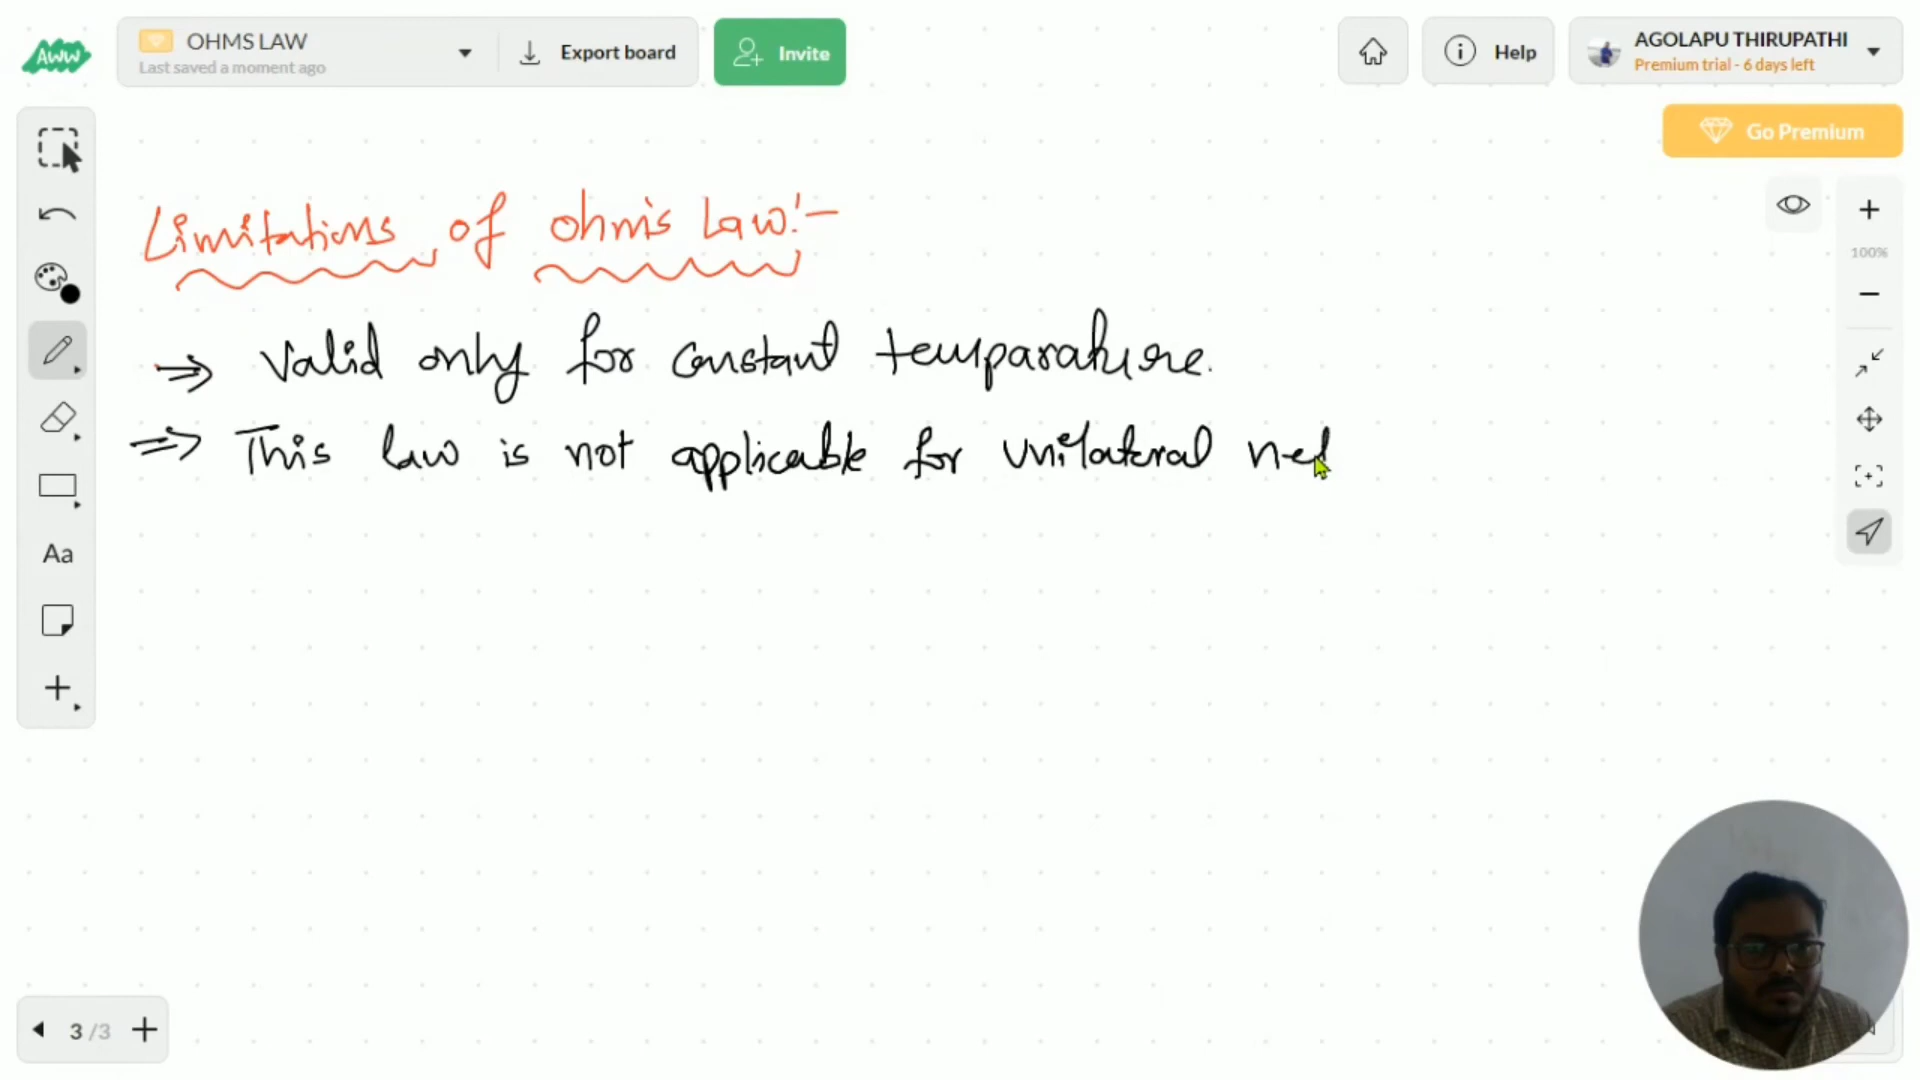 AWW
OHMS LAW
Last saved a moment ago
Export board
Invite
Help
AGOLAPU THIRUPATHI
Premium trial - 6 days left
Go Premium
100%
Limitations of ohm's Law:-
⇒ Valid only for constant temparature.
⇒ This law is not applicable for unilateral net
Aa
3 /3